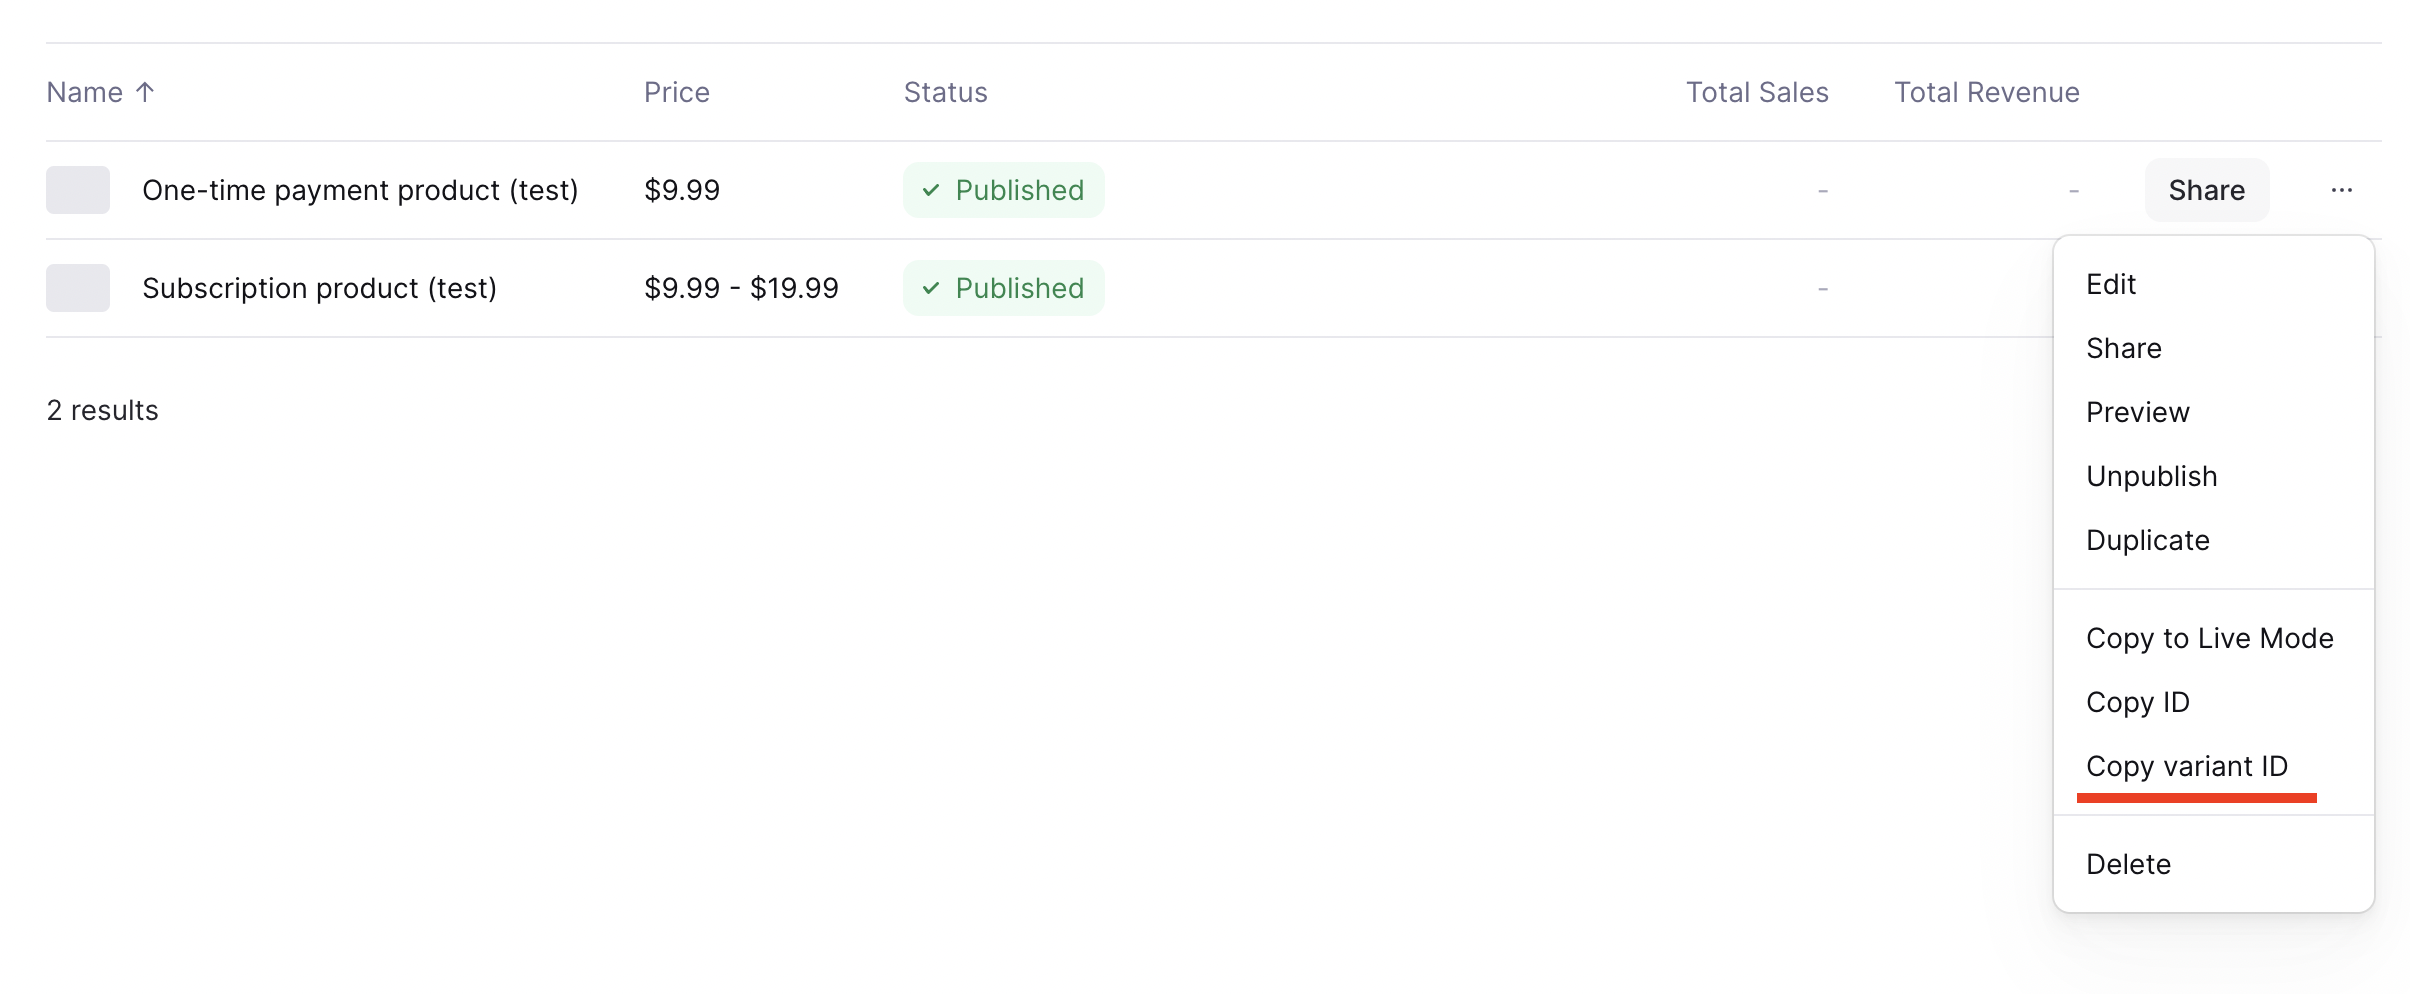 Name ↑ Price Status Total Sales Total Revenue
One-time payment product (test) $9.99 ✓ Published - - Share ...
Subscription product (test) $9.99 - $19.99 ✓ Published -
2 results
Edit
Share
Preview
Unpublish
Duplicate
Copy to Live Mode
Copy ID
Copy variant ID
Delete